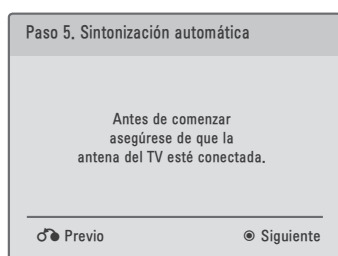 Paso 5. Sintonización automática
Antes de comenzar
asegúrese de que la
antena del TV esté conectada.
Previo
Siguiente